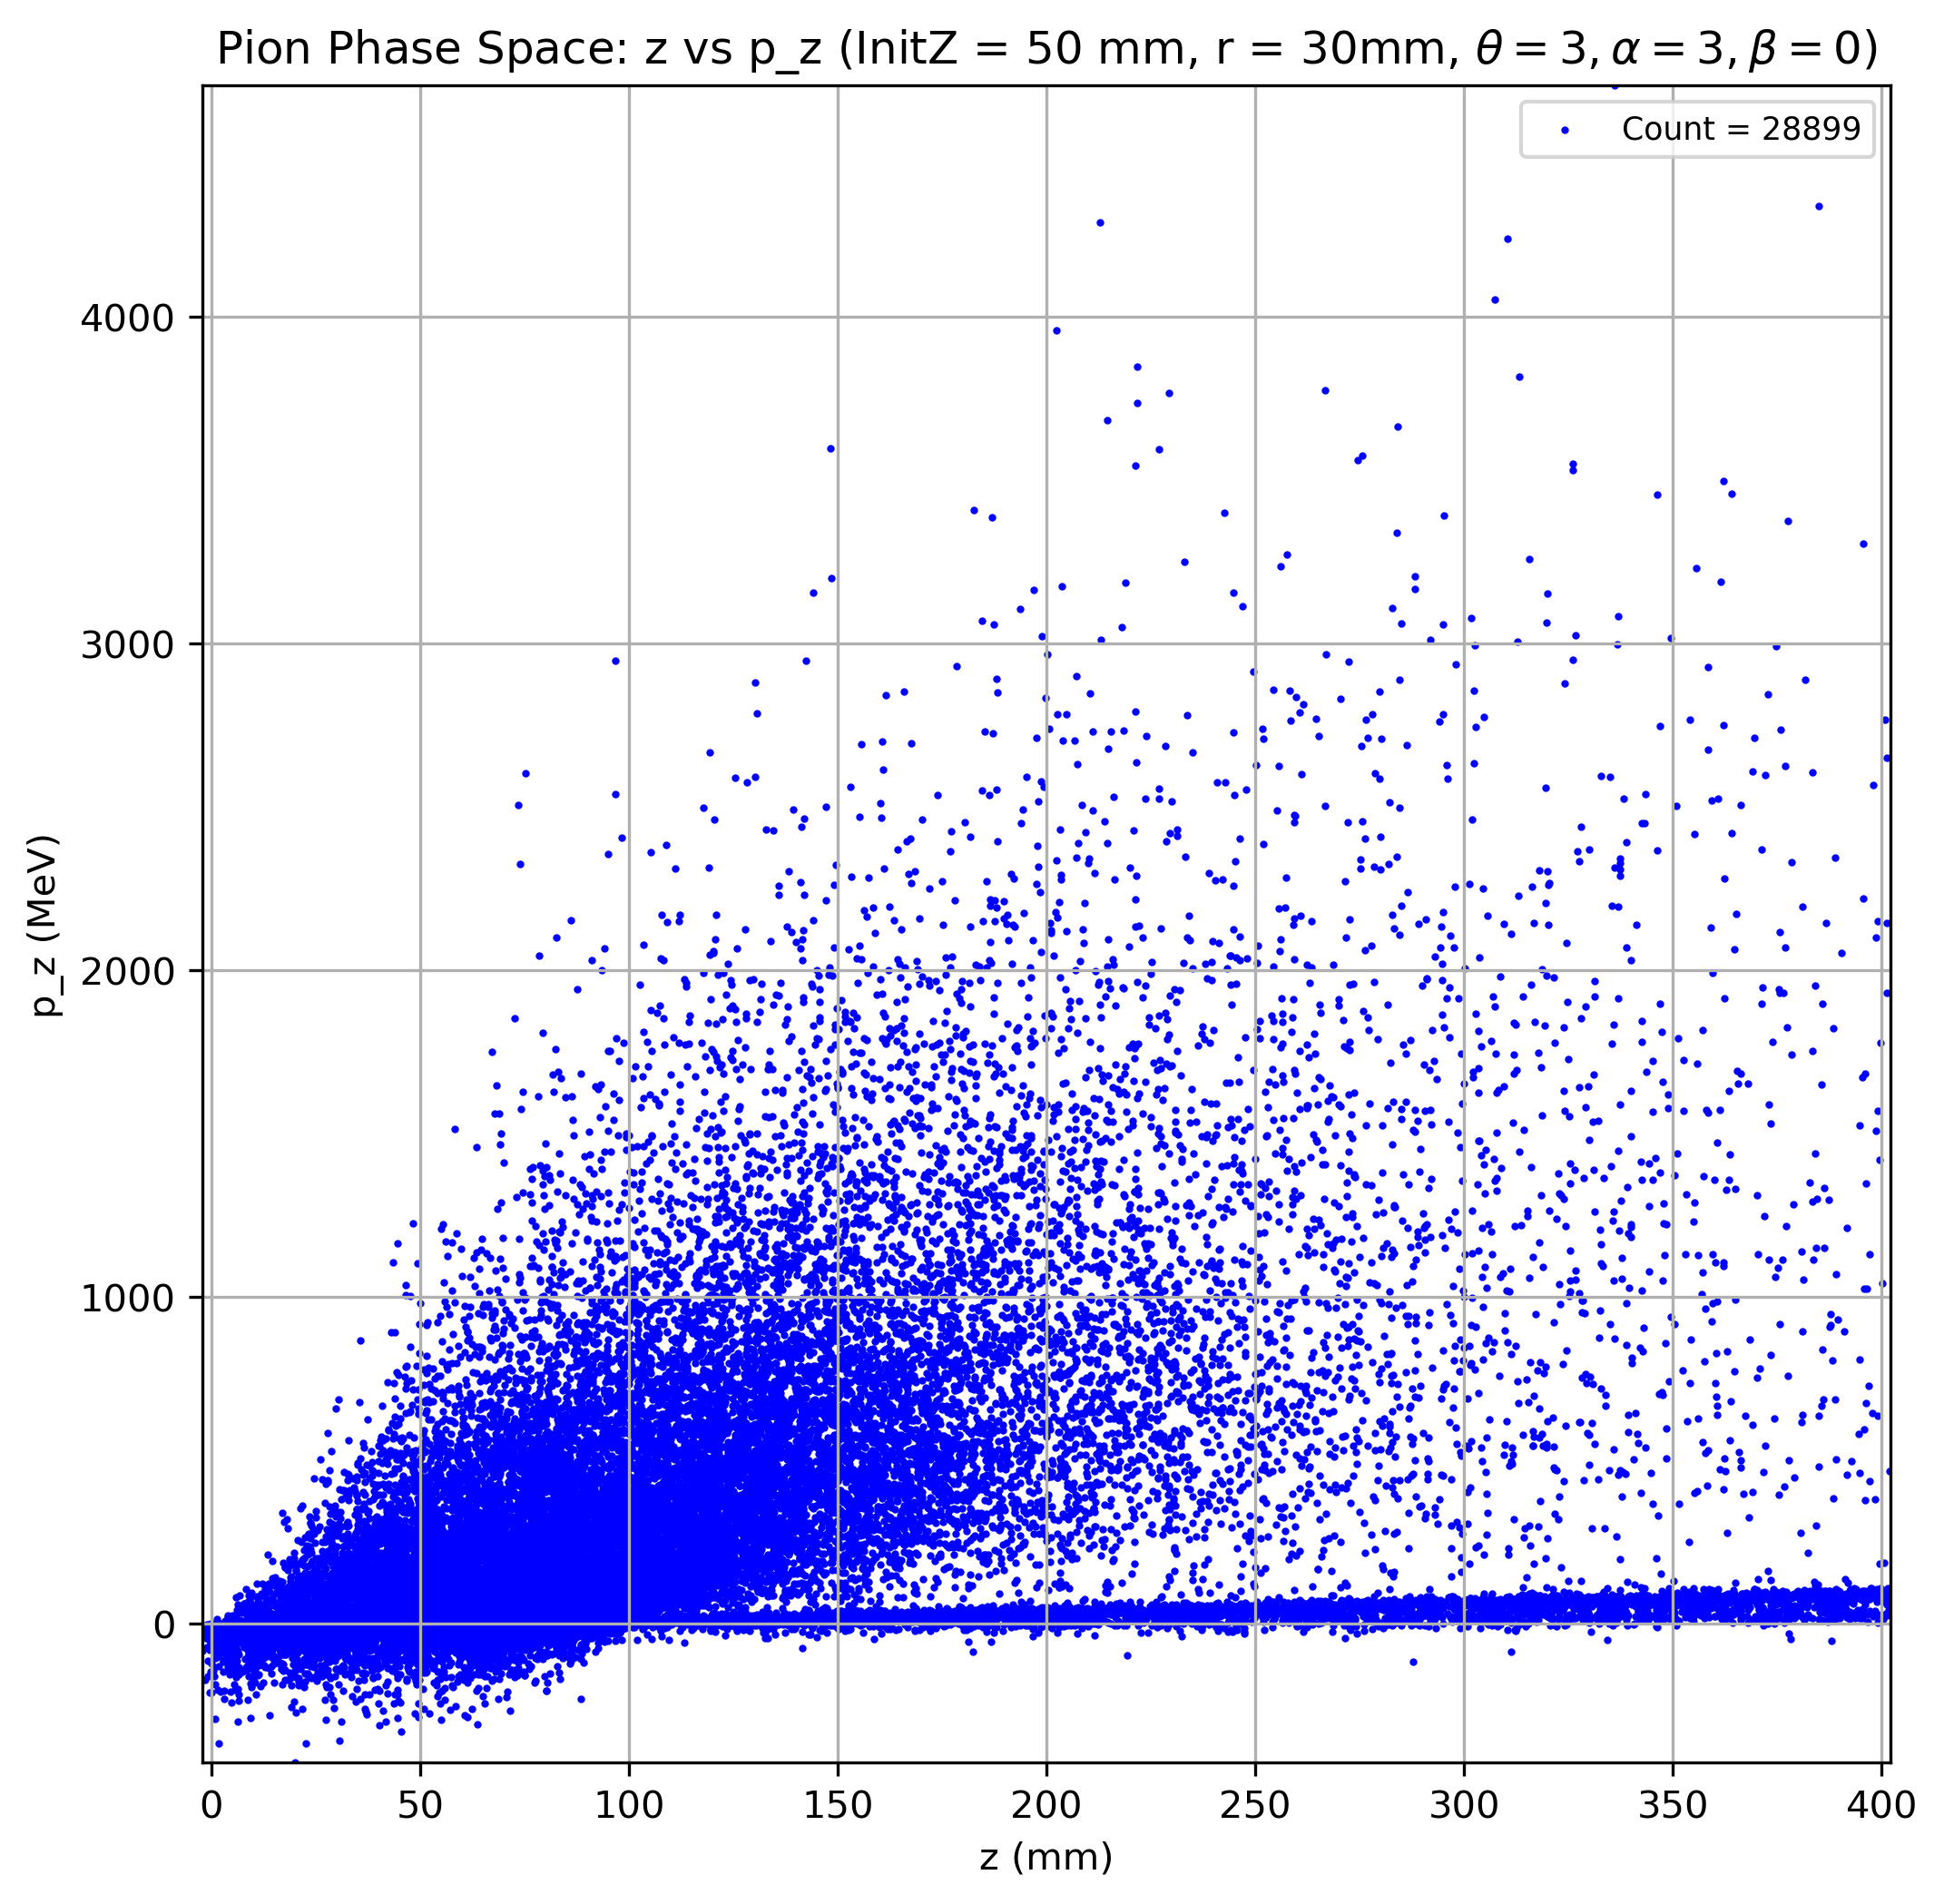 Pion Phase Space: z vs p_z (InitZ = 50 mm, r = 30mm, θ = 3, α = 3, β = 0)
Count = 28899
4000
3000
2000
1000
0
p_z (MeV)
0 50 100 150 200 250 300 350 400
z (mm)